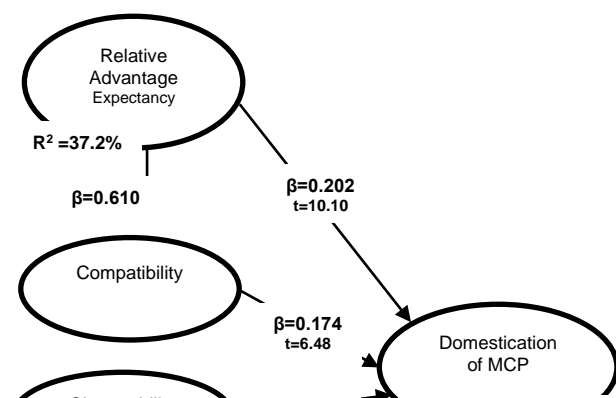 Relative
Advantage
Expectancy
R² =37.2%
β=0.610
β=0.202
t=10.10
Compatibility
β=0.174
t=6.48
Domestication
of MCP